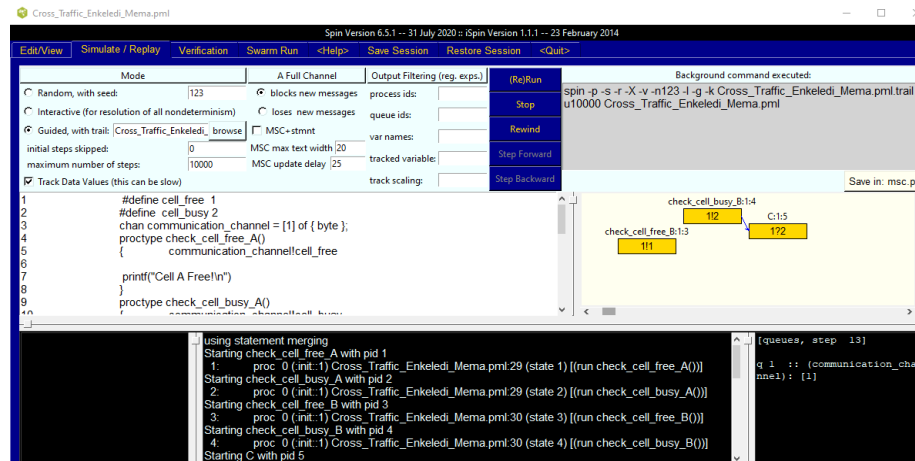 Cross_Traffic_Enkeledi_Mema.pml
Spin Version 6.5.1 -- 31 July 2020 :: iSpin Version 1.1.1 -- 23 February 2014
Edit/View Simulate / Replay Verification Swarm Run <Help> Save Session Restore Session <Quit>
Mode A Full Channel Output Filtering (reg. exps.) (Re)Run Background command executed:
Random, with seed: 123 blocks new messages process ids: spin -p -s -r -X -v -n123 -l -g -k Cross_Traffic_Enkeledi_Mema.pml.trail
Interactive (for resolution of all nondeterminism) loses new messages queue ids: Stop u10000 Cross_Traffic_Enkeledi_Mema.pml
Guided, with trail: Cross_Traffic_Enkeledi_ browse MSC+stmnt var names: Rewind
initial steps skipped: 0 MSC max text width 20 tracked variable: Step Forward
maximum number of steps: 10000 MSC update delay 25
Track Data Values (this can be slow) track scaling: Step Backward Save in: msc.p
1 #define cell_free 1
2 #define cell_busy 2
3 chan communication_channel = [1] of { byte };
4 proctype check_cell_free_A()
5 { communication_channel!cell_free
6
7 printf("Cell A Free!\n")
8 }
9 proctype check_cell_busy_A()
check_cell_busy_B:1:4
1!2 C:1:5
check_cell_free_B:1:3 1?2
1!1
using statement merging
Starting check_cell_free_A with pid 1
1: proc 0 (:init::1) Cross_Traffic_Enkeledi_Mema.pml:29 (state 1) [(run check_cell_free_A())]
Starting check_cell_busy_A with pid 2
2: proc 0 (:init::1) Cross_Traffic_Enkeledi_Mema.pml:29 (state 2) [(run check_cell_busy_A())]
Starting check_cell_free_B with pid 3
3: proc 0 (:init::1) Cross_Traffic_Enkeledi_Mema.pml:30 (state 3) [(run check_cell_free_B())]
Starting check_cell_busy_B with pid 4
4: proc 0 (:init::1) Cross_Traffic_Enkeledi_Mema.pml:30 (state 4) [(run check_cell_busy_B())]
Starting C with pid 5
[queues, step 13]
q 1 :: (communication_cha
nnel): [1]